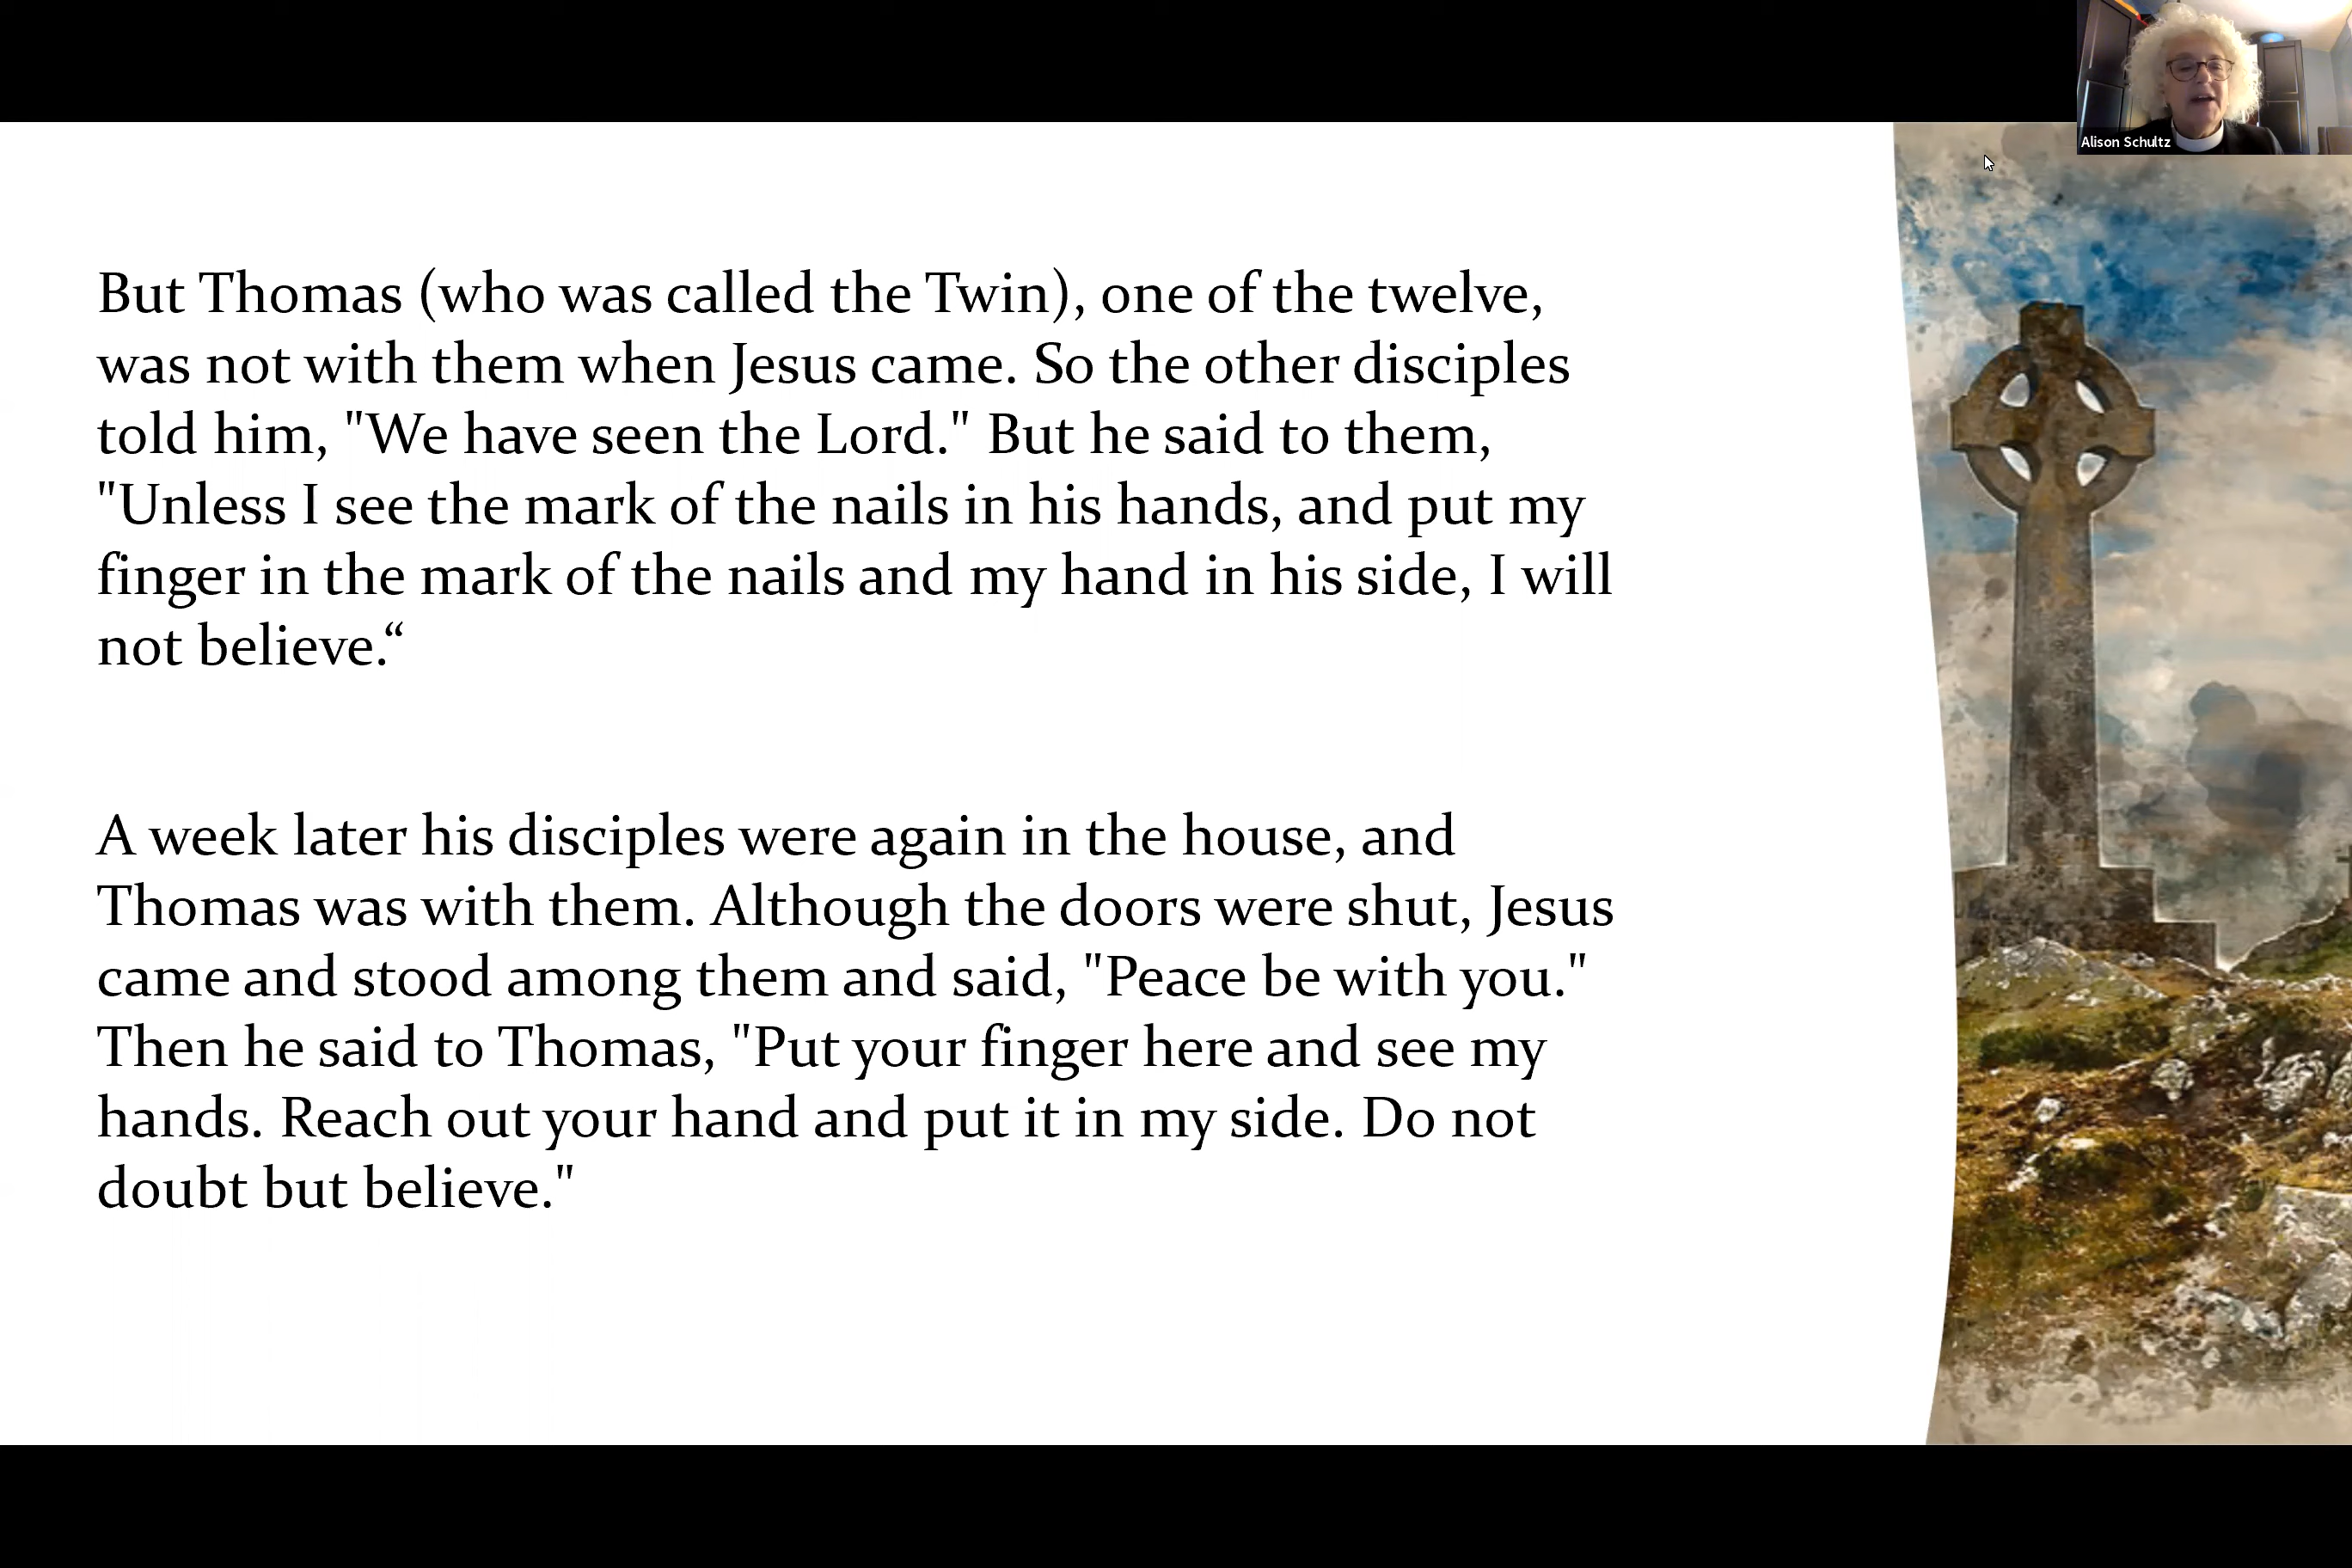 Alison Schultz
But Thomas (who was called the Twin), one of the twelve,
was not with them when Jesus came. So the other disciples
told him, "We have seen the Lord." But he said to them,
"Unless I see the mark of the nails in his hands, and put my
finger in the mark of the nails and my hand in his side, I will
not believe.“
A week later his disciples were again in the house, and
Thomas was with them. Although the doors were shut, Jesus
came and stood among them and said, "Peace be with you."
Then he said to Thomas, "Put your finger here and see my
hands. Reach out your hand and put it in my side. Do not
doubt but believe."